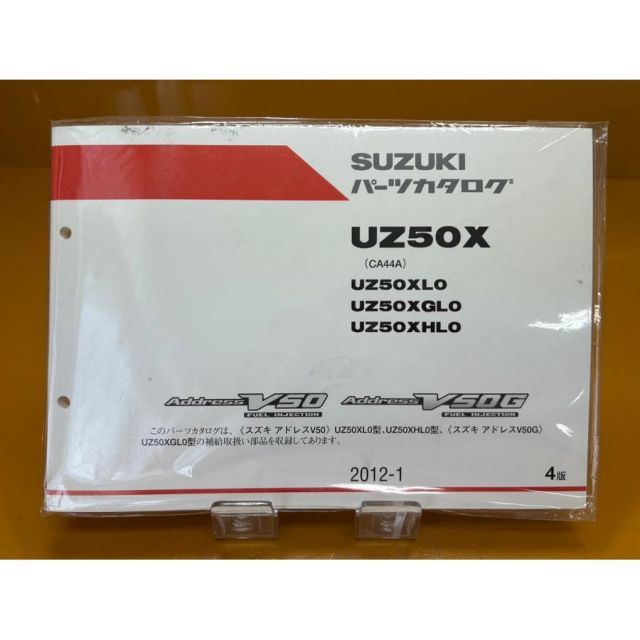 SUZUKI
パーツカタログ
UZ50X
(CA44A)
UZ50XL0
UZ50XGL0
UZ50XHL0
Address V50 Address V50G
FUEL INJECTION FUEL INJECTION
このパーツカタログは、《スズキ アドレスV50》 UZ50XL0型、UZ50XHL0型、《スズキ アドレスV50G》
UZ50XGL0型の補給取扱い部品を収録してあります。
2012-1 4版